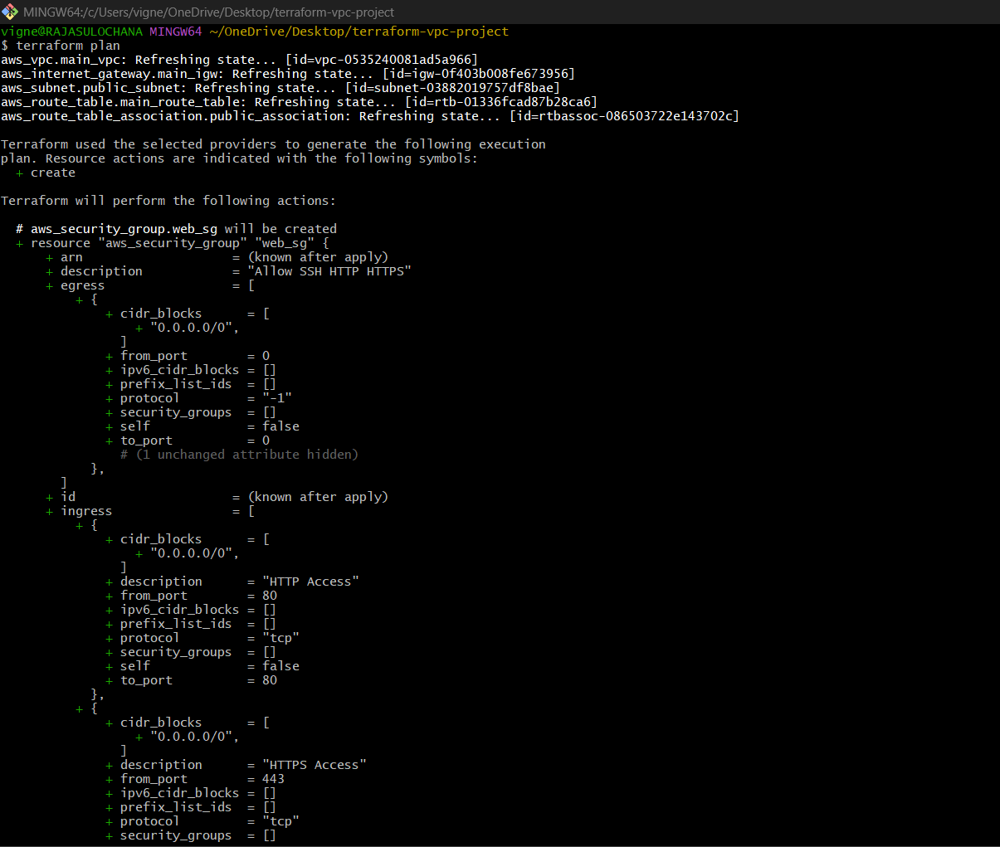 MINGW64:/c/Users/vigne/OneDrive/Desktop/terraform-vpc-project
vigne@RAJASULOCHANA MINGW64 ~/OneDrive/Desktop/terraform-vpc-project
$ terraform plan
aws_vpc.main_vpc: Refreshing state... [id=vpc-0535240081ad5a966]
aws_internet_gateway.main_igw: Refreshing state... [id=igw-0f403b008fe673956]
aws_subnet.public_subnet: Refreshing state... [id=subnet-03882019757df8bae]
aws_route_table.main_route_table: Refreshing state... [id=rtb-01336fcad87b28ca6]
aws_route_table_association.public_association: Refreshing state... [id=rtbassoc-086503722e143702c]

Terraform used the selected providers to generate the following execution
plan. Resource actions are indicated with the following symbols:
  + create

Terraform will perform the following actions:

  # aws_security_group.web_sg will be created
  + resource "aws_security_group" "web_sg" {
      + arn                    = (known after apply)
      + description            = "Allow SSH HTTP HTTPS"
      + egress                 = [
          + {
              + cidr_blocks      = [
                  + "0.0.0.0/0",
                ]
              + from_port        = 0
              + ipv6_cidr_blocks = []
              + prefix_list_ids  = []
              + protocol         = "-1"
              + security_groups  = []
              + self             = false
              + to_port          = 0
                # (1 unchanged attribute hidden)
            },
        ]
      + id                     = (known after apply)
      + ingress                = [
          + {
              + cidr_blocks      = [
                  + "0.0.0.0/0",
                ]
              + description      = "HTTP Access"
              + from_port        = 80
              + ipv6_cidr_blocks = []
              + prefix_list_ids  = []
              + protocol         = "tcp"
              + security_groups  = []
              + self             = false
              + to_port          = 80
            },
          + {
              + cidr_blocks      = [
                  + "0.0.0.0/0",
                ]
              + description      = "HTTPS Access"
              + from_port        = 443
              + ipv6_cidr_blocks = []
              + prefix_list_ids  = []
              + protocol         = "tcp"
              + security_groups  = []